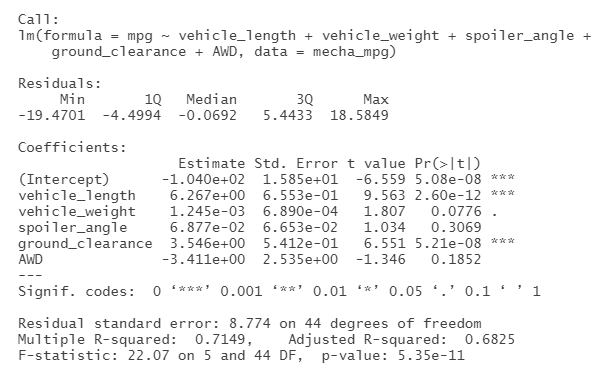 Call:
lm(formula = mpg ~ vehicle_length + vehicle_weight + spoiler_angle +
    ground_clearance + AWD, data = mecha_mpg)

Residuals:
     Min       1Q   Median       3Q      Max
-19.4701  -4.4994  -0.0692   5.4433  18.5849

Coefficients:
                   Estimate Std. Error t value Pr(>|t|)
(Intercept)      -1.040e+02  1.585e+01  -6.559 5.08e-08 ***
vehicle_length    6.267e+00  6.553e-01   9.563 2.60e-12 ***
vehicle_weight    1.245e-03  6.890e-04   1.807   0.0776 .
spoiler_angle     6.877e-02  6.653e-02   1.034   0.3069
ground_clearance  3.546e+00  5.412e-01   6.551 5.21e-08 ***
AWD              -3.411e+00  2.535e+00  -1.346   0.1852
---
Signif. codes:  0 ‘***’ 0.001 ‘**’ 0.01 ‘*’ 0.05 ‘.’ 0.1 ‘ ’ 1

Residual standard error: 8.774 on 44 degrees of freedom
Multiple R-squared:  0.7149,	Adjusted R-squared:  0.6825
F-statistic: 22.07 on 5 and 44 DF,  p-value: 5.35e-11